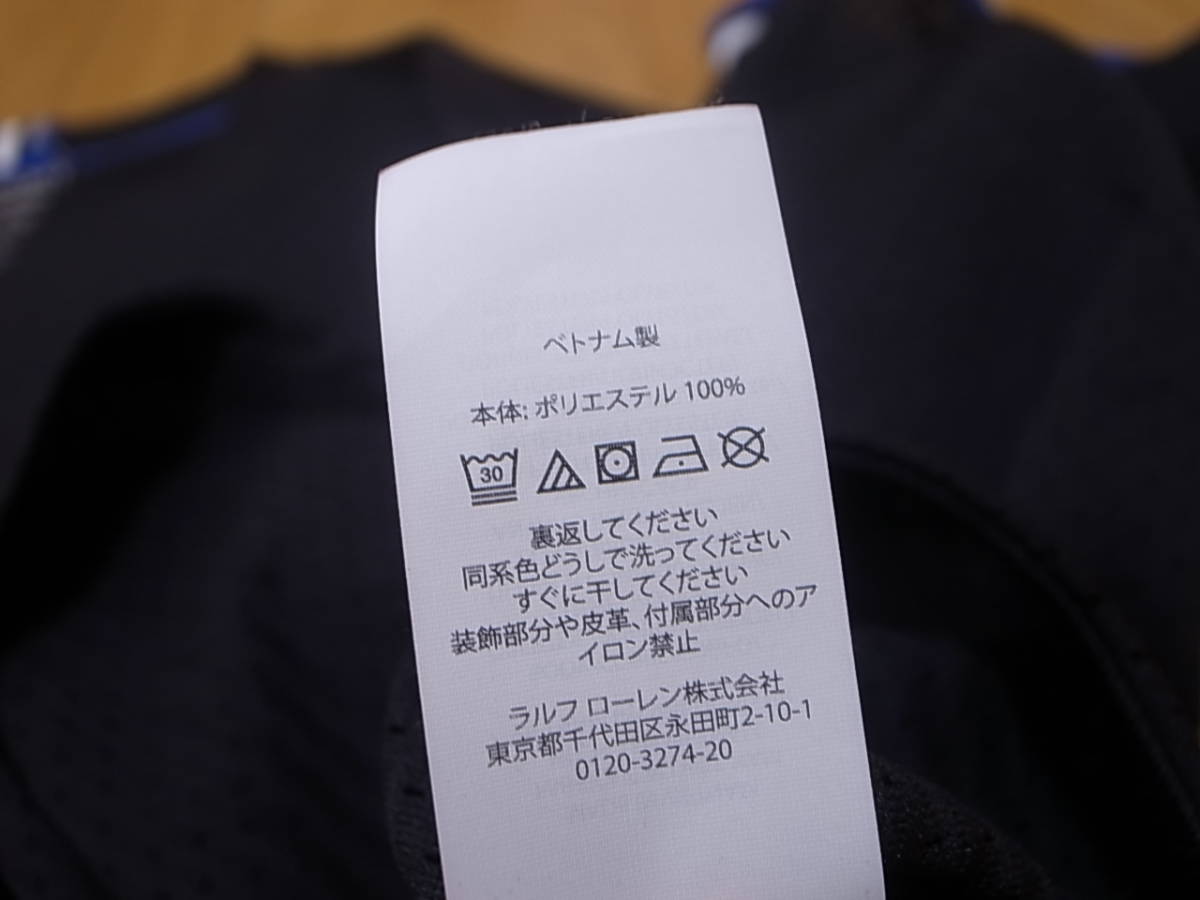 ベトナム製
本体: ポリエステル 100%
30
裏返してください
同系色どうしで洗ってください
すぐに干してください
装飾部分や皮革、付属部分へのア
イロン禁止
ラルフ ローレン株式会社
東京都千代田区永田町2-10-1
0120-3274-20